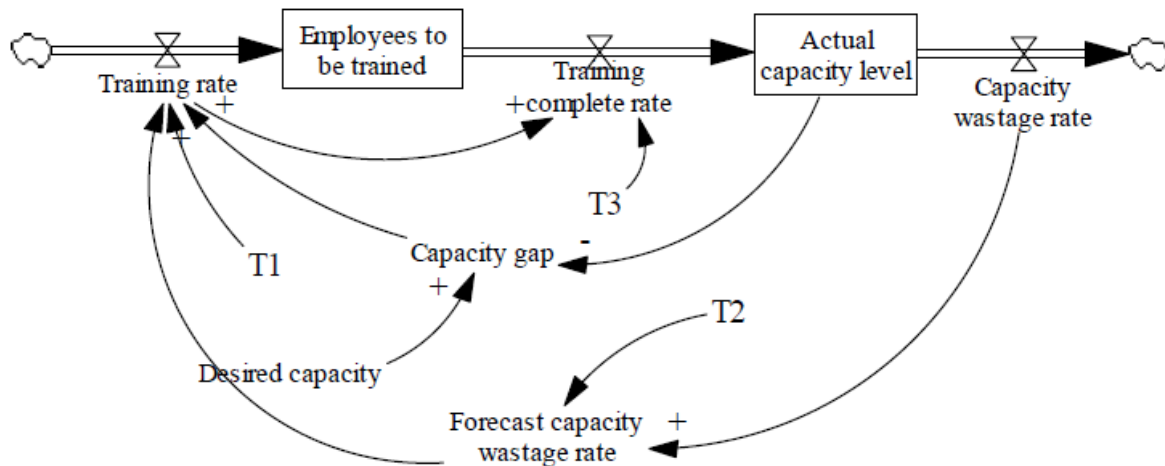 Employees to
be trained
Actual
capacity level
Training rate
Training
complete rate
Capacity
wastage rate
+
+
+
T3
T1
Capacity gap
-
+
T2
Desired capacity
Forecast capacity
wastage rate
+